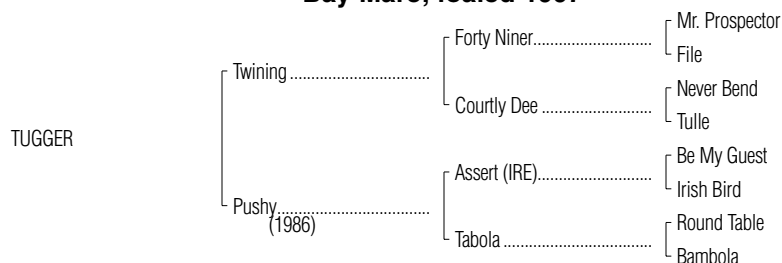 Bay Mare; foaled
Mr. Prospector
Forty Niner
File
Twining
Never Bend
Courtly Dee
Tulle
TUGGER
Be My Guest
Assert (IRE)
Irish Bird
Pushy
(1986)
Round Table
Tabola
Bambola